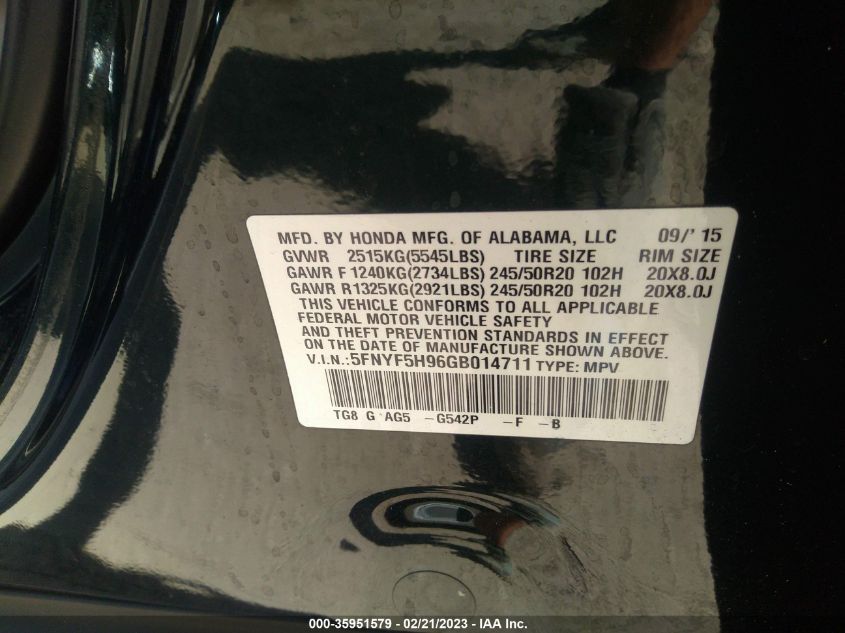 MFD. BY HONDA MFG. OF ALABAMA, LLC 09/' 15
GVWR 2515KG(5545LBS) TIRE SIZE RIM SIZE
GAWR F 1240KG(2734LBS) 245/50R20 102H 20X8.0J
GAWR R1325KG(2921LBS) 245/50R20 102H 20X8.0J
THIS VEHICLE CONFORMS TO ALL APPLICABLE
FEDERAL MOTOR VEHICLE SAFETY
AND THEFT PREVENTION STANDARDS IN EFFECT
ON THE DATE OF MANUFACTURE SHOWN ABOVE.
V.I.N.:5FNYF5H96GB014711 TYPE: MPV
TG8 G AG5 -G542P -F -B
000-35951579 - 02/21/2023 - IAA Inc.